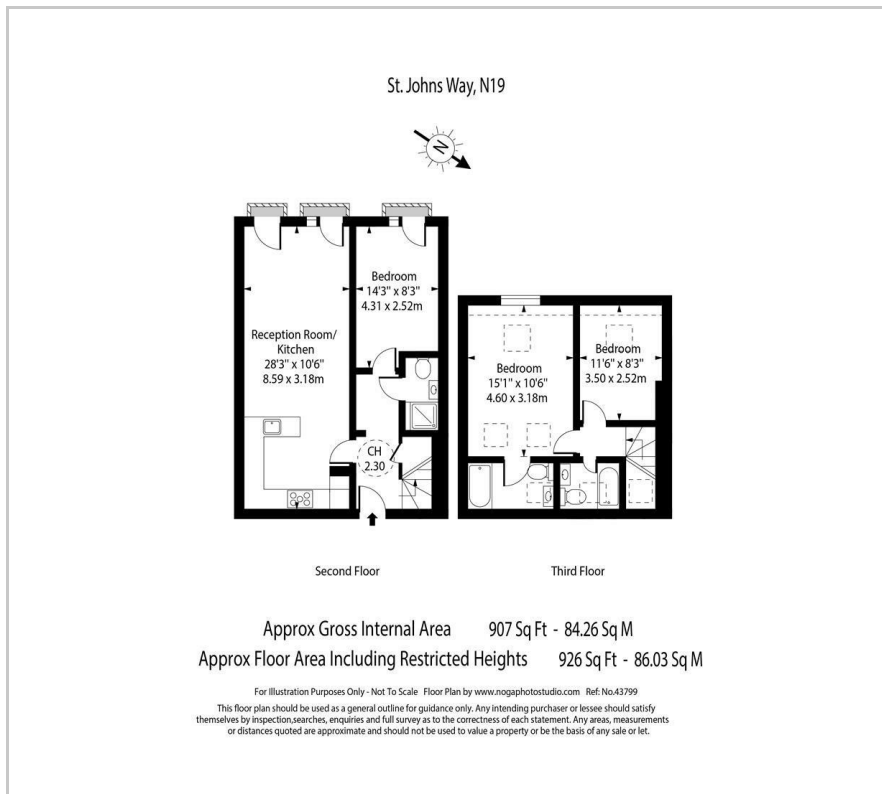 St. Johns Way, N19
N
Bedroom
14'3" x 8'3"
4.31 x 2.52m
Reception Room/
Kitchen
28'3" x 10'6"
8.59 x 3.18m
CH
2.30
Bedroom
15'1" x 10'6"
4.60 x 3.18m
Bedroom
11'6" x 8'3"
3.50 x 2.52m
Second Floor
Third Floor
Approx Gross Internal Area 907 Sq Ft - 84.26 Sq M
Approx Floor Area Including Restricted Heights 926 Sq Ft - 86.03 Sq M
For Illustration Purposes Only - Not To Scale Floor Plan by www.nogaphotostudio.com Ref: No.43799
This floor plan should be used as a general outline for guidance only. Any intending purchaser or lessee should satisfy
themselves by inspection,searches, enquiries and full survey as to the correctness of each statement. Any areas, measurements
or distances quoted are approximate and should not be used to value a property or be the basis of any sale or let.